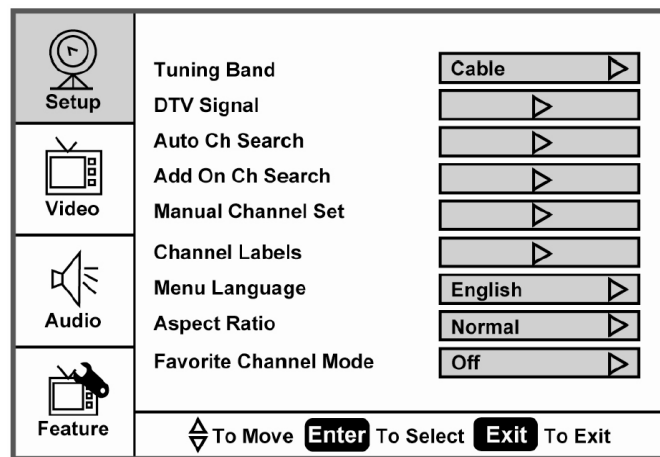 Setup
Video
Audio
Feature
Tuning Band Cable
DTV Signal
Auto Ch Search
Add On Ch Search
Manual Channel Set
Channel Labels
Menu Language English
Aspect Ratio Normal
Favorite Channel Mode Off
To Move Enter To Select Exit To Exit